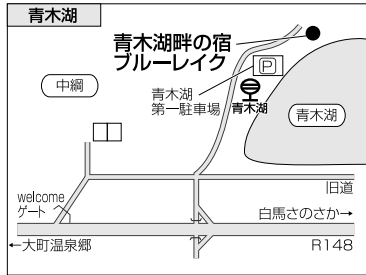 青木湖
青木湖畔の宿
ブルーレイク
P
中綱
青木湖
第一駐車場
青木湖
青木湖
旧道
welcome
ゲート
白馬さのさか→
←大町温泉郷
R148